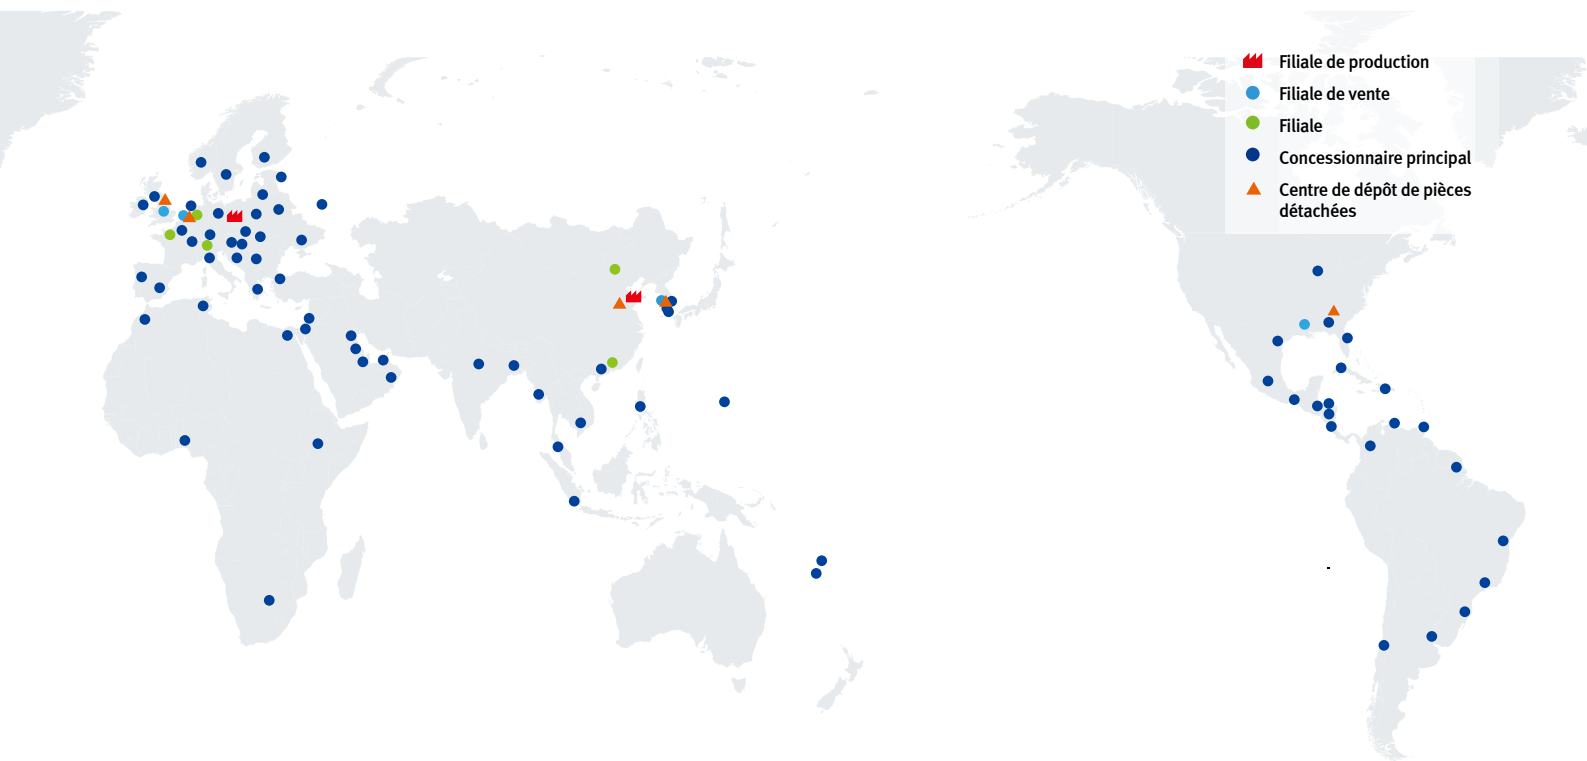 Filiale de production
Filiale de vente
Filiale
Concessionnaire principal
Centre de dépôt de pièces
détachées